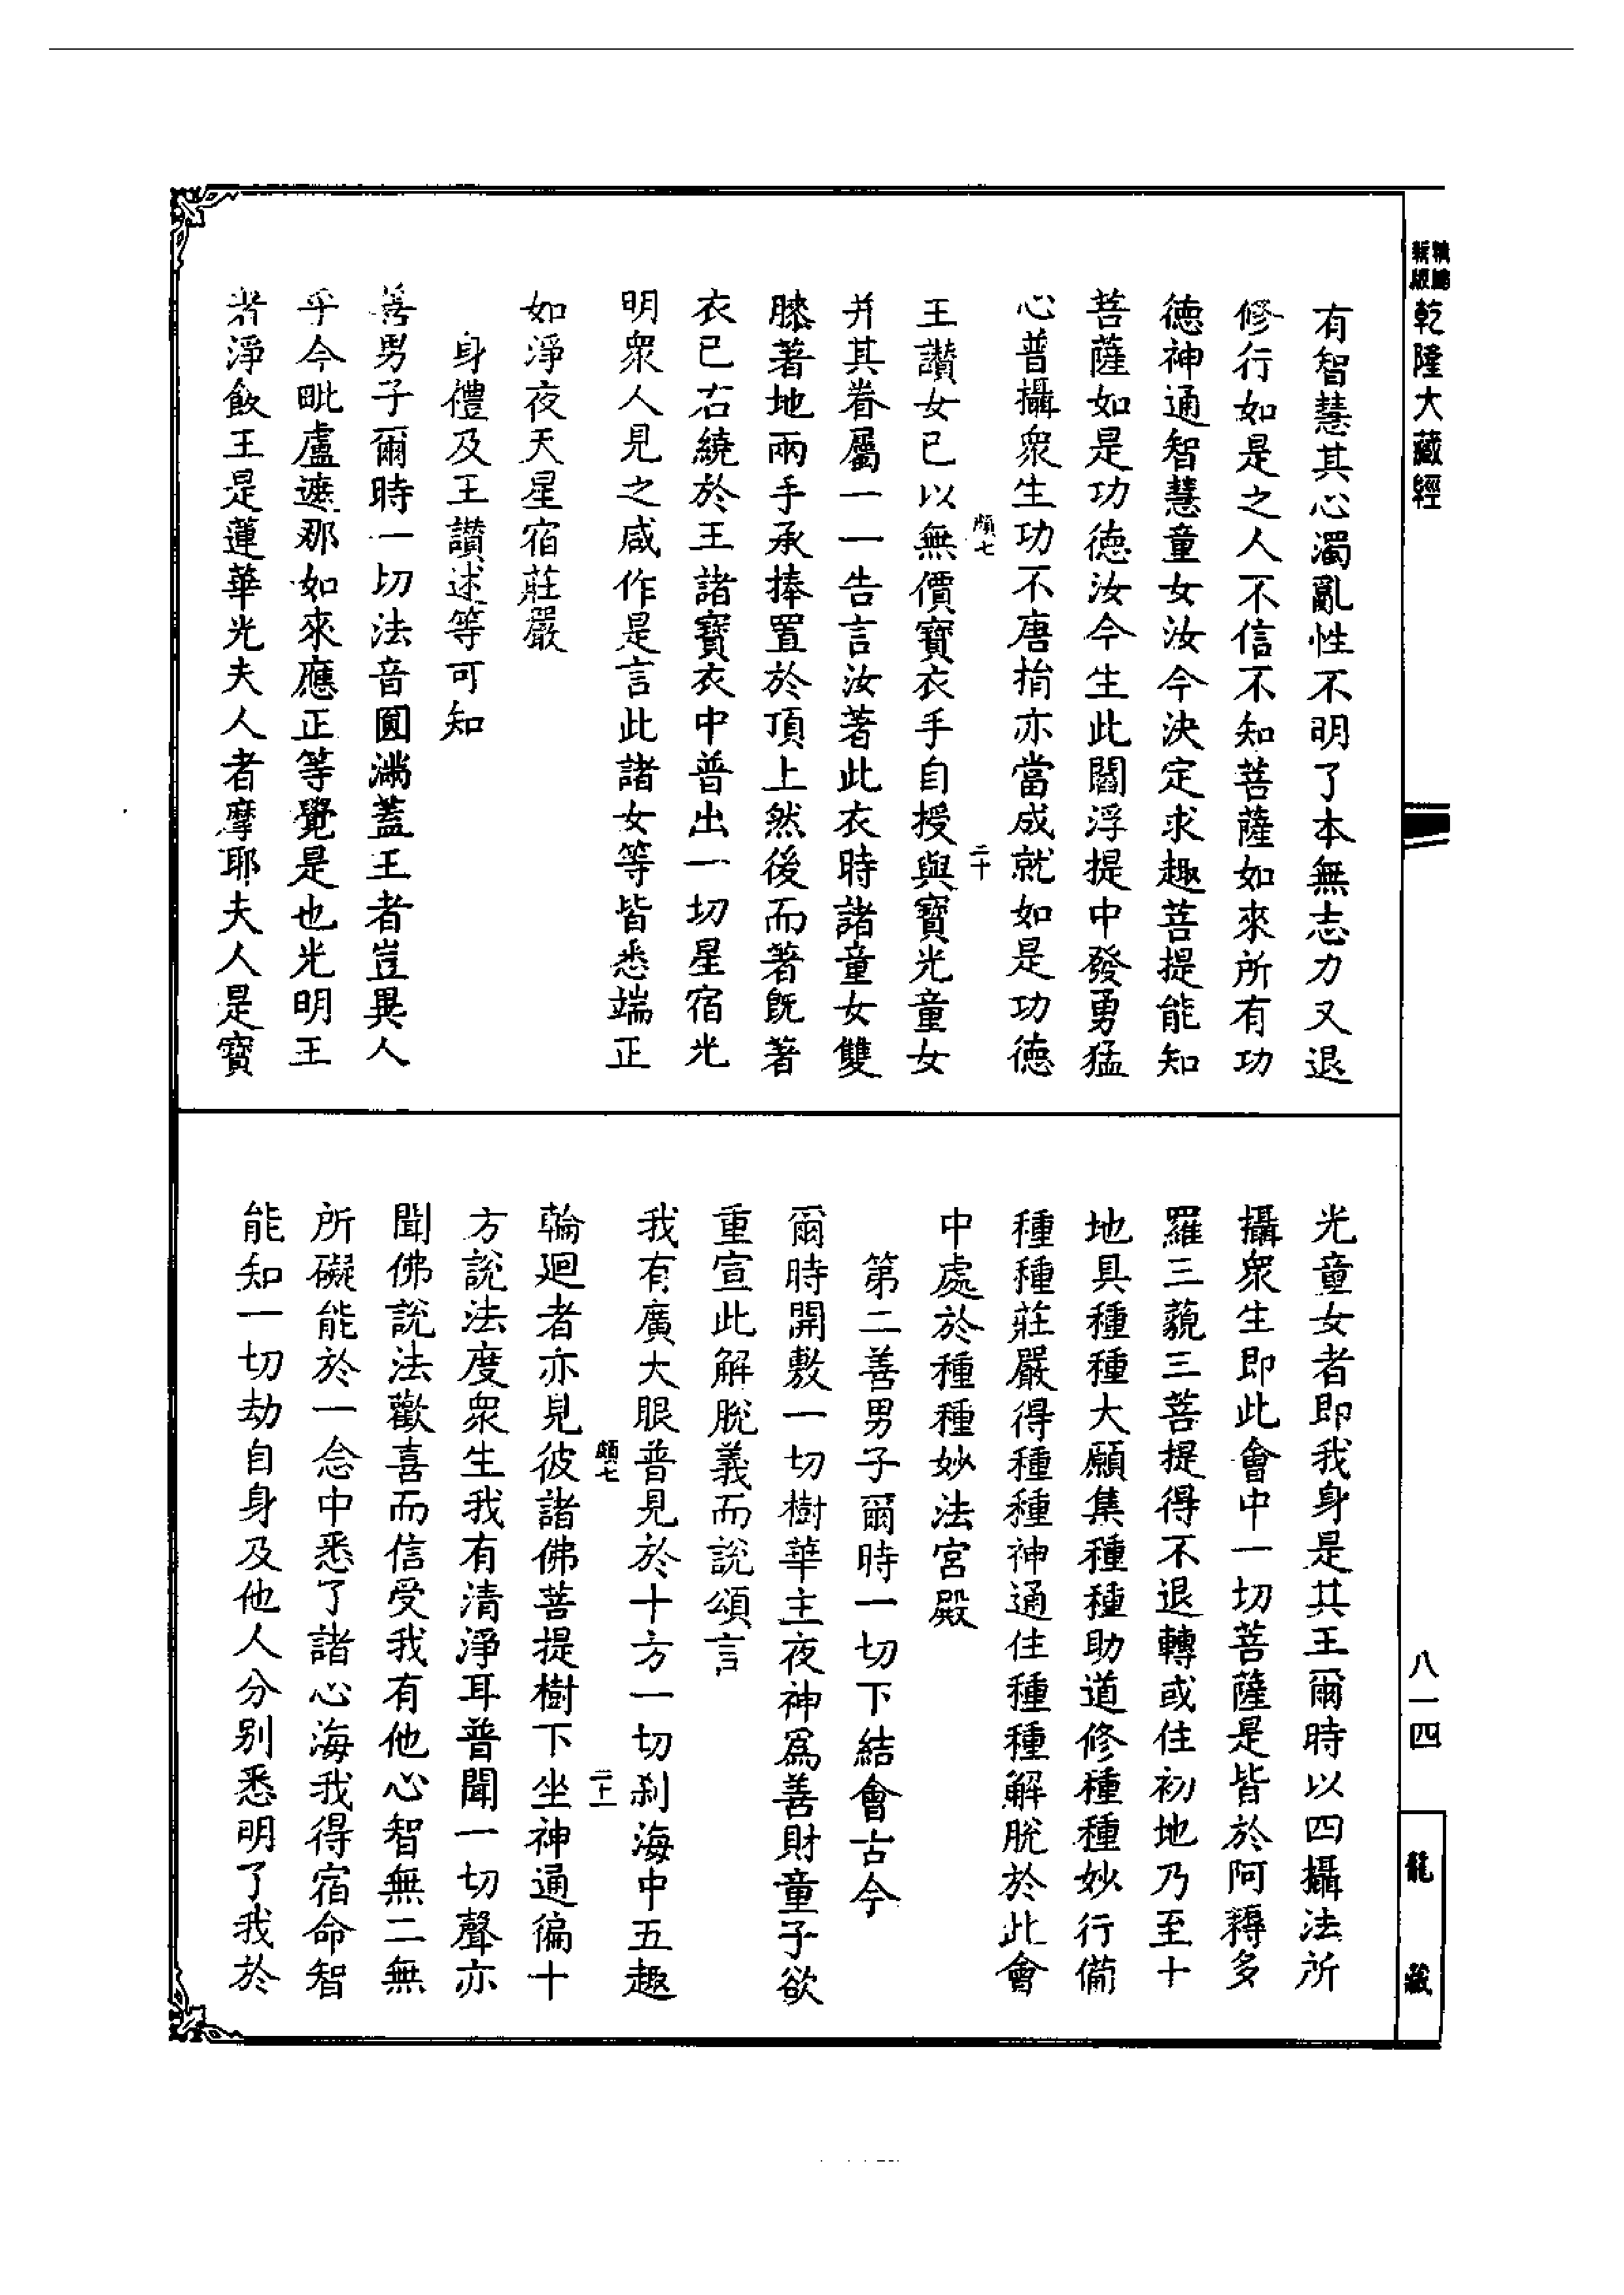 乾隆大藏經
有智慧其心濁亂性不明了本無志力又退
修行如是之人不信不知菩薩如來所有功
德神通智慧童女汝今決定求趣菩提能知
菩薩如是功德汝今生此閻浮提中發勇猛
心普攝衆生功不唐捐亦當成就如是功德
頗七
二十
王讚女已以無價寶衣手自授與寶光童女
并其眷屬一一告言汝著此衣時諸童女雙
膝著地兩手承捧置於頂上然後而著既著
衣已右繞於王諸寶衣中普出一切星宿光
明衆人見之咸作是言此諸女等皆悉端正
如淨夜天星宿莊嚴
身禮及王讚述等可知
善男子爾時一切法音圓滿蓋王者豈異人
乎今毗盧遮那如來應正等覺是也光明王
者淨飯王是蓮華光夫人者摩耶夫人是寶
光童女者即我身是其王爾時以四攝法所
攝衆生即此會中一切菩薩是皆於阿耨多
羅三藐三菩提得不退轉或住初地乃至十
地具種種大願集種種助道修種種妙行備
種種莊嚴得種種神通住種種解脫於此會
中處於種種妙法宮殿
第二善男子爾時一切下結會古今
爾時開敷一切樹華主夜神爲善財童子欲
重宣此解脫義而說頌言
我有廣大眼普見於十方一切刹海中五趣
頗七
二十一
輪迴者亦見彼諸佛菩提樹下坐神通徧十
方說法度衆生我有清淨耳普聞一切聲亦
聞佛說法歡喜而信受我有他心智無二無
所礙能於一念中悉了諸心海我得宿命智
能知一切劫自身及他人分別悉明了我於
八一四
龍藏